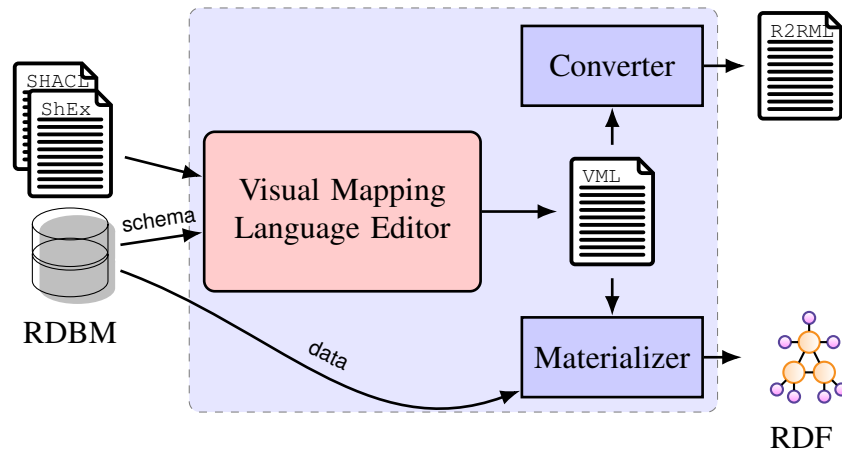 SHACL
ShEx
RDBM
schema
data
Visual Mapping
Language Editor
VML
Converter
Materializer
R2RML
RDF